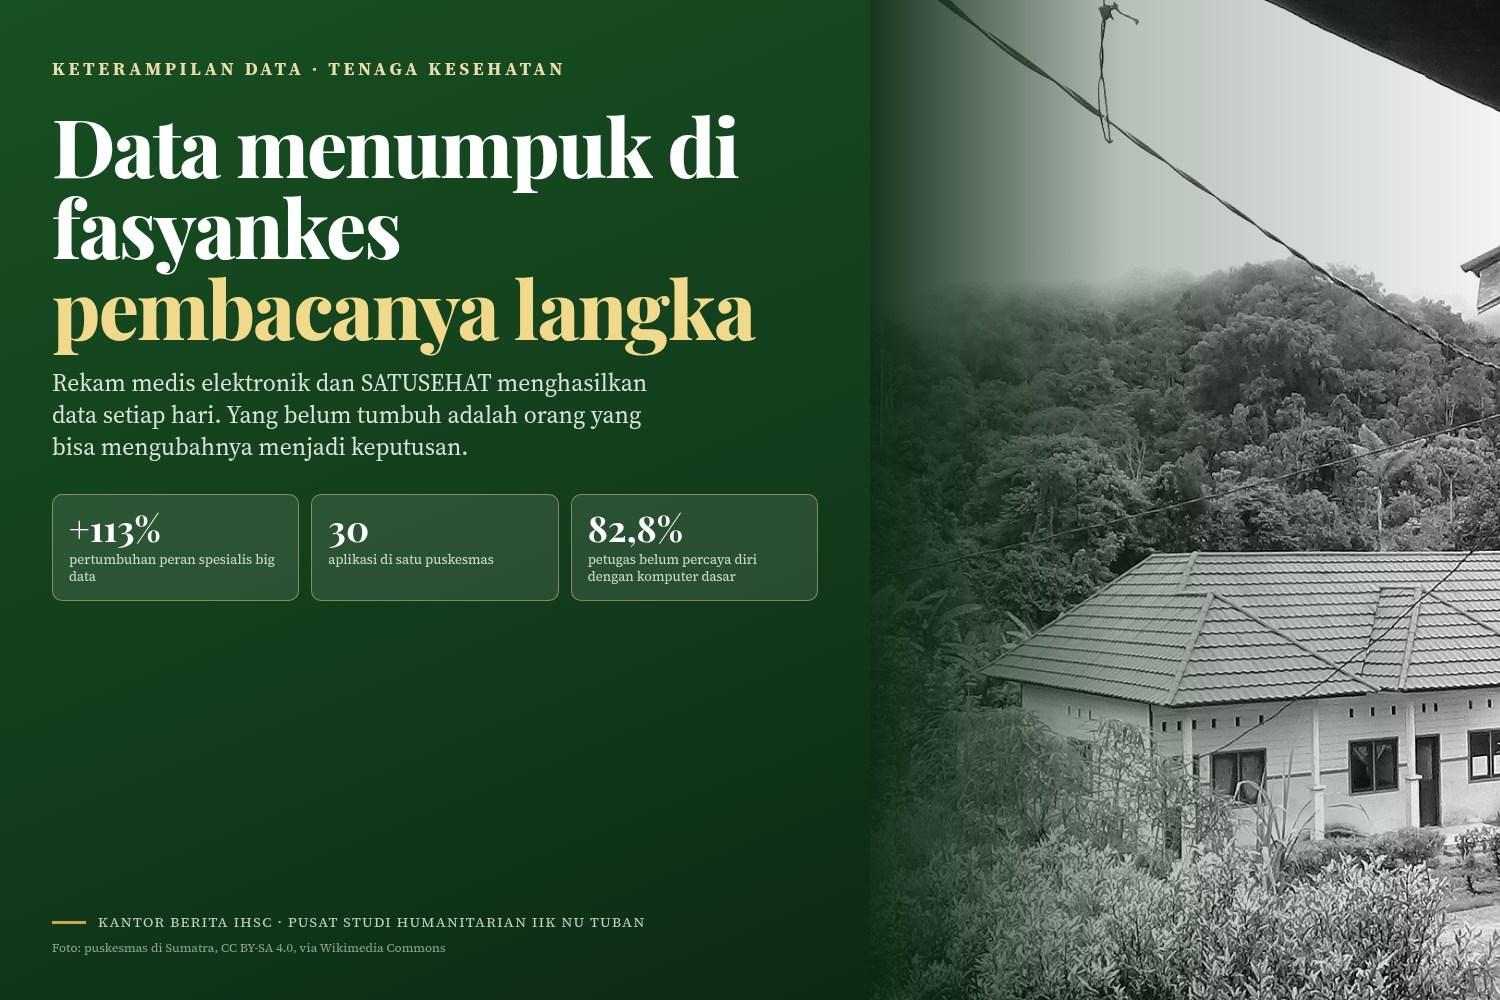 KETERAMPILAN DATA · TENAGA KESEHATAN
Data menumpuk di
fasyankes
pembacanya langka
Rekam medis elektronik dan SATUSEHAT menghasilkan
data setiap hari. Yang belum tumbuh adalah orang yang
bisa mengubahnya menjadi keputusan.
+113%
pertumbuhan peran spesialis big
data
30
aplikasi di satu puskesmas
82,8%
petugas belum percaya diri
dengan komputer dasar
KANTOR BERITA IHSC · PUSAT STUDI HUMANITARIAN IIK NU TUBAN
Foto: puskesmas di Sumatra, CC BY-SA 4.0, via Wikimedia Commons